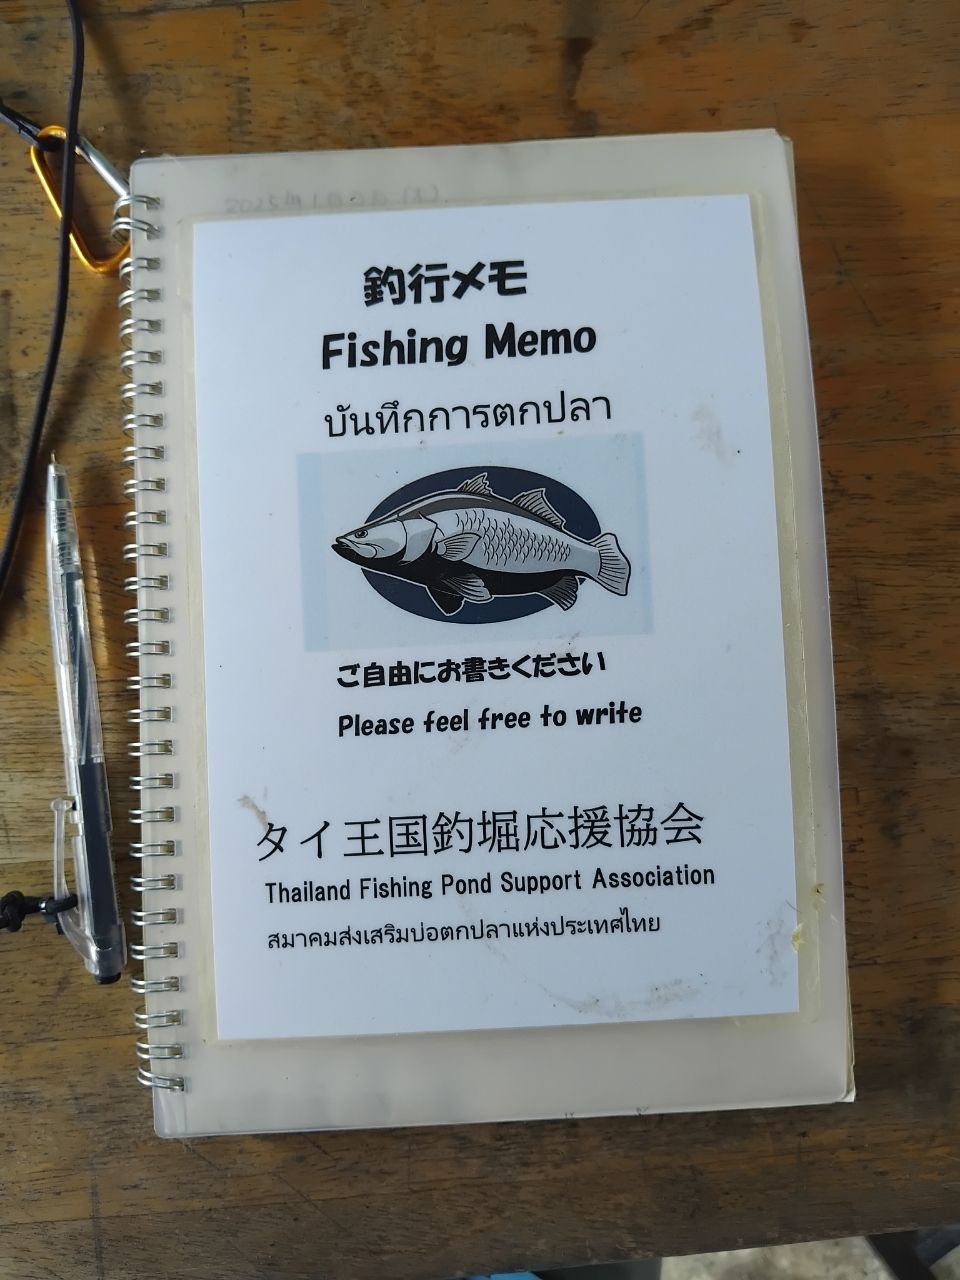 釣行メモ
Fishing Memo
บันทึกการตกปลา
ご自由にお書きください
Please feel free to write
タイ王国釣堀応援協会
Thailand Fishing Pond Support Association
สมาคมส่งเสริมบ่อตกปลาแห่งประเทศไทย